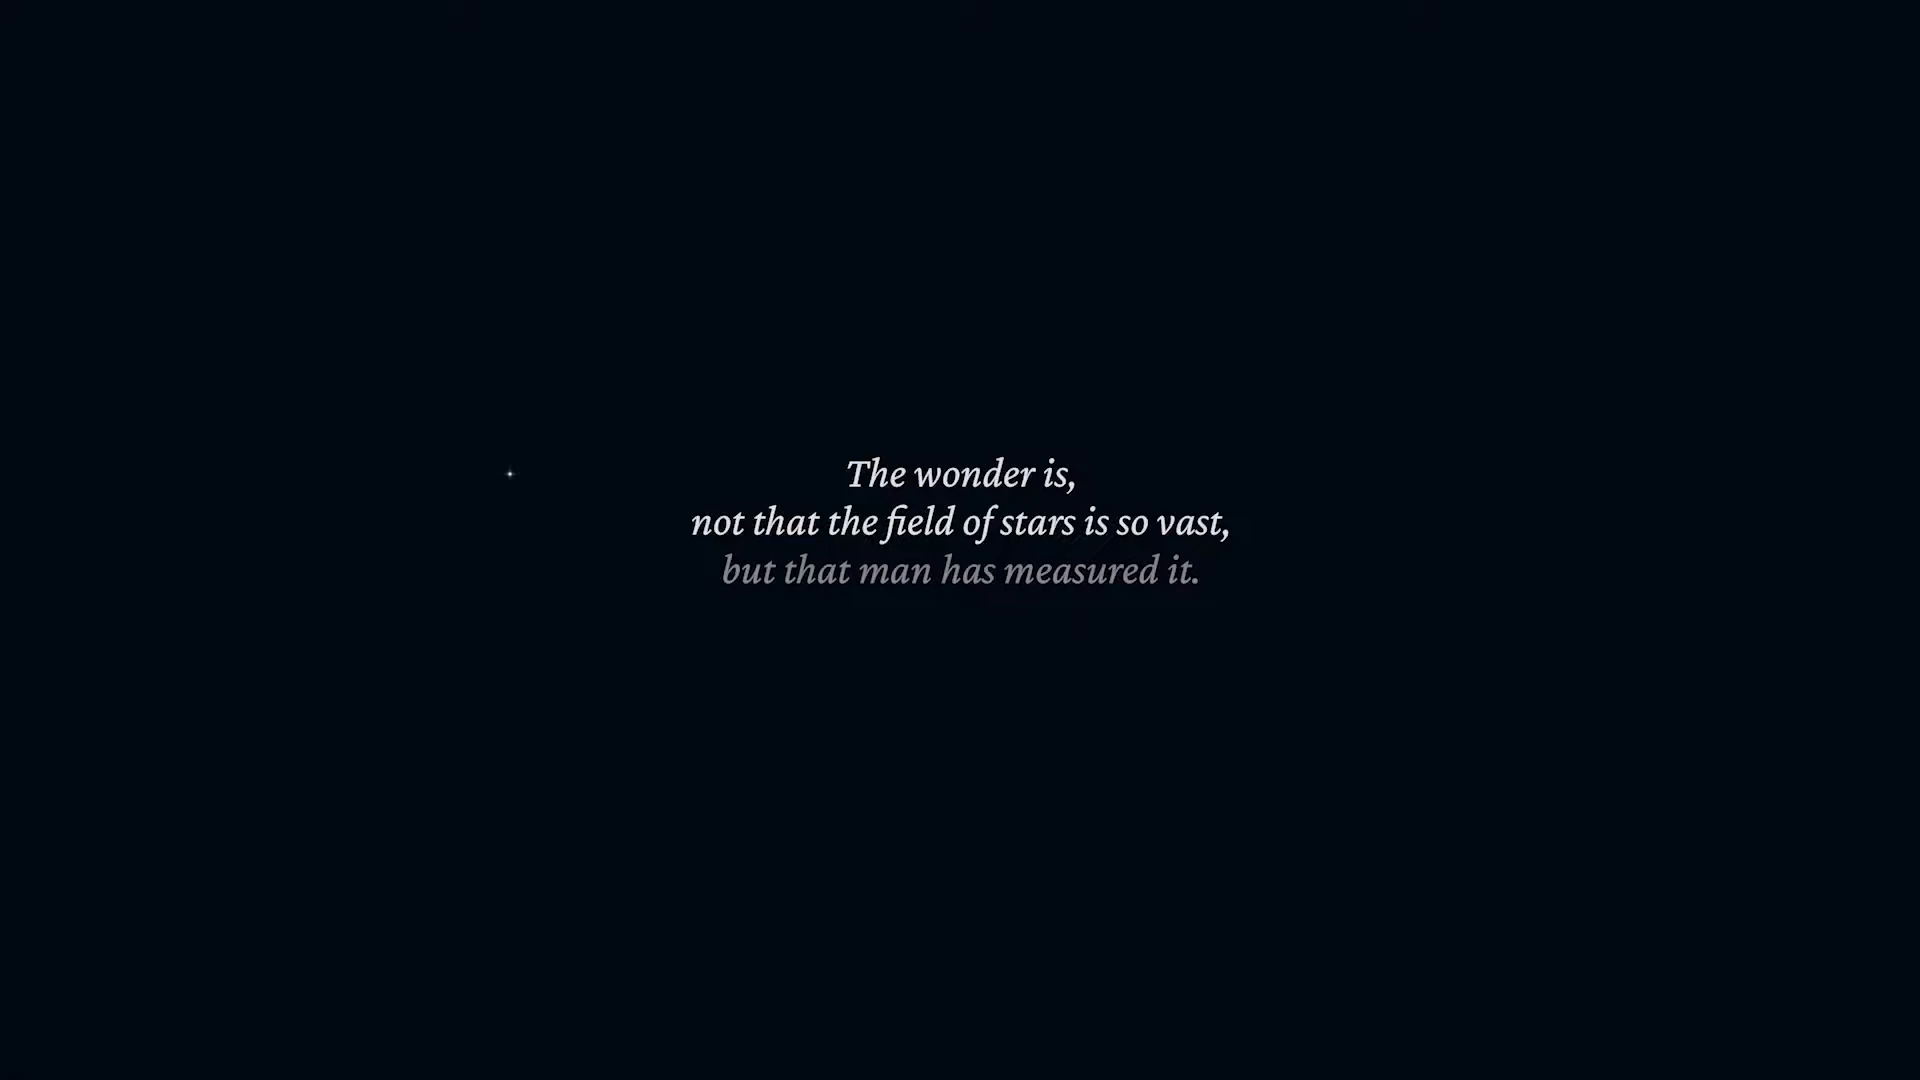 The wonder is,
not that the field of stars is so vast,
but that man has measured it.